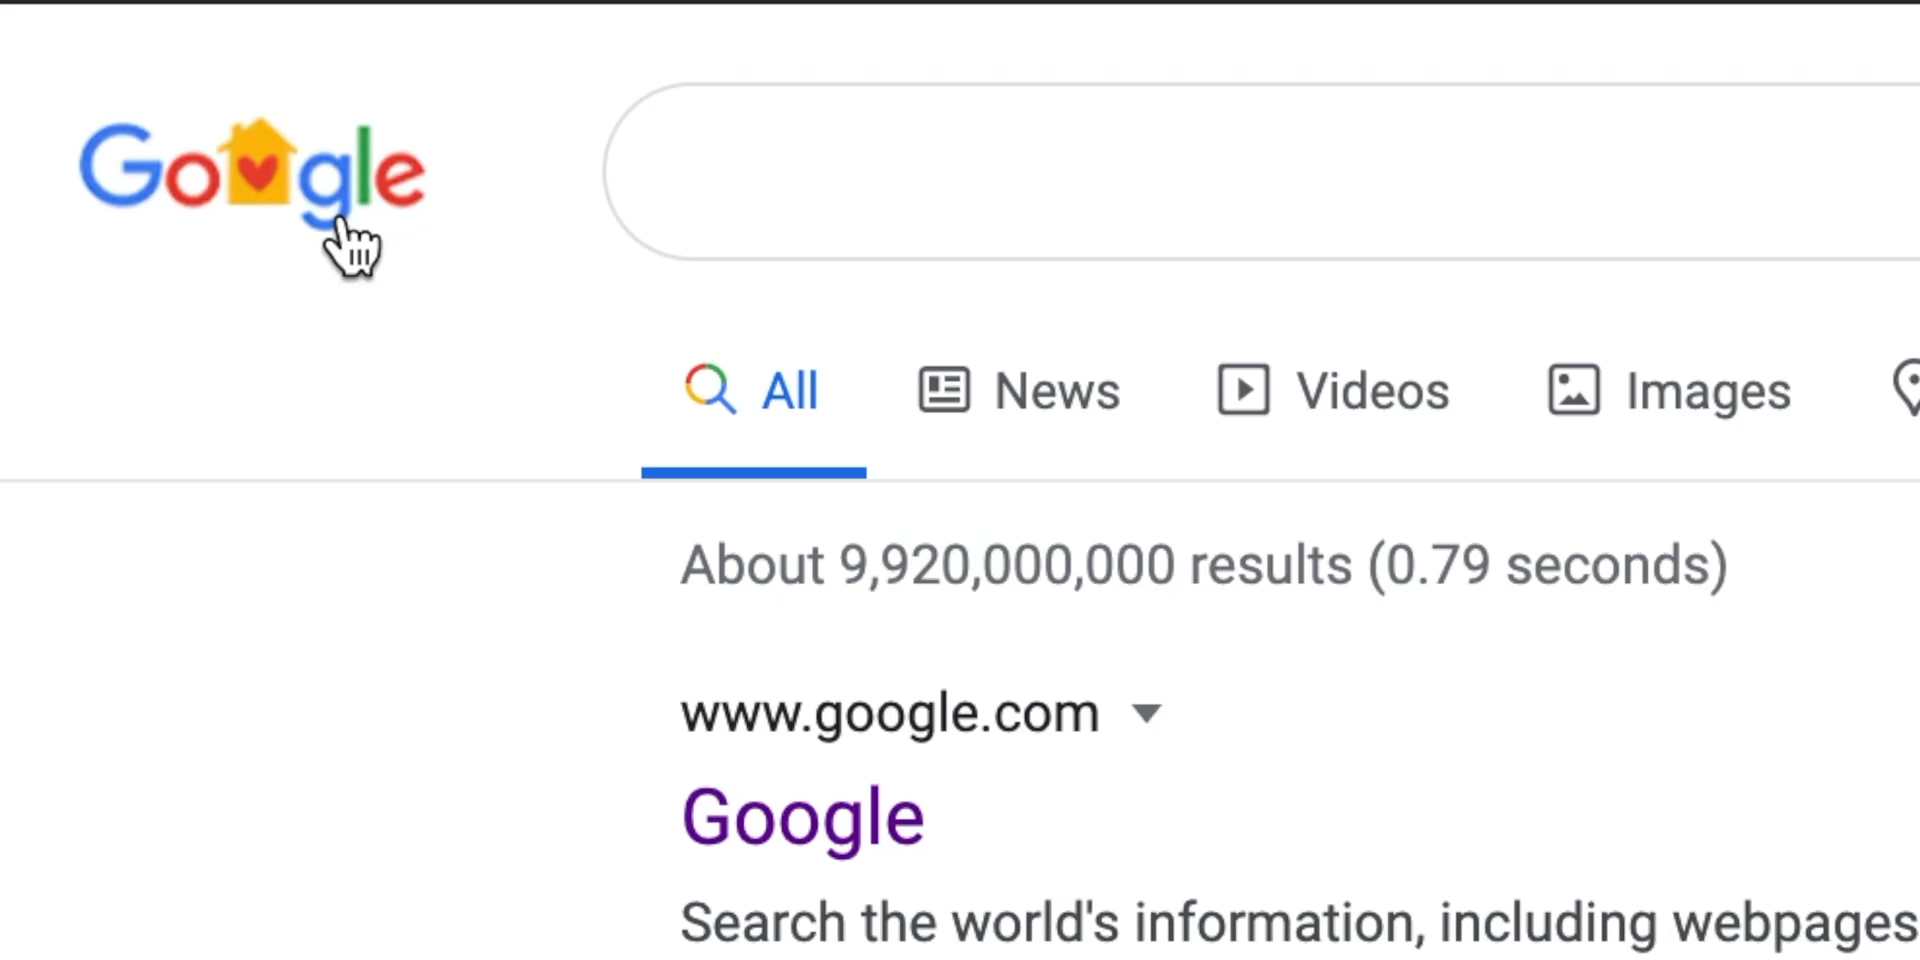 Google
All News Videos Images
About 9,920,000,000 results (0.79 seconds)
www.google.com
Google
Search the world's information, including webpages